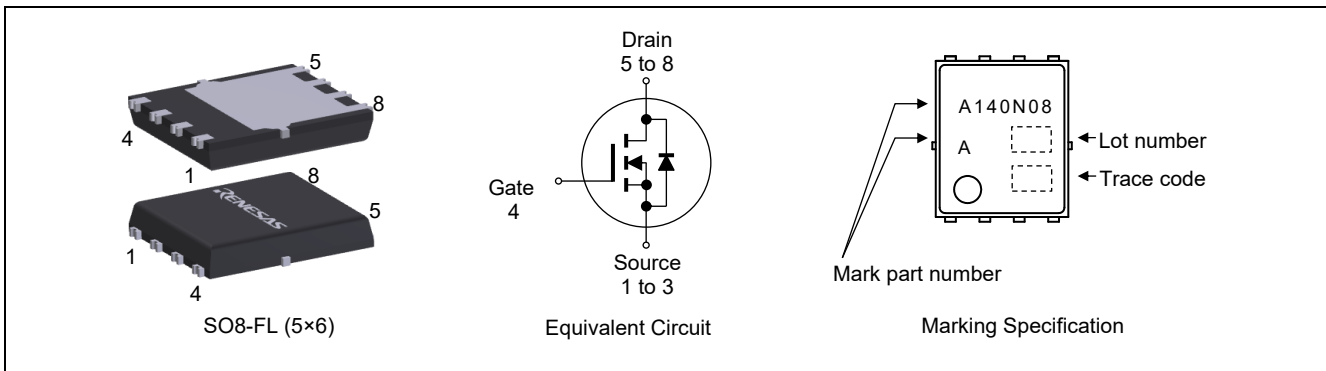 5
8
4
1
RENESAS
8
5
1
4
SO8-FL (5×6)
Drain
5 to 8
Gate
4
Source
1 to 3
Equivalent Circuit
A140N08
A
Lot number
Trace code
Mark part number
Marking Specification